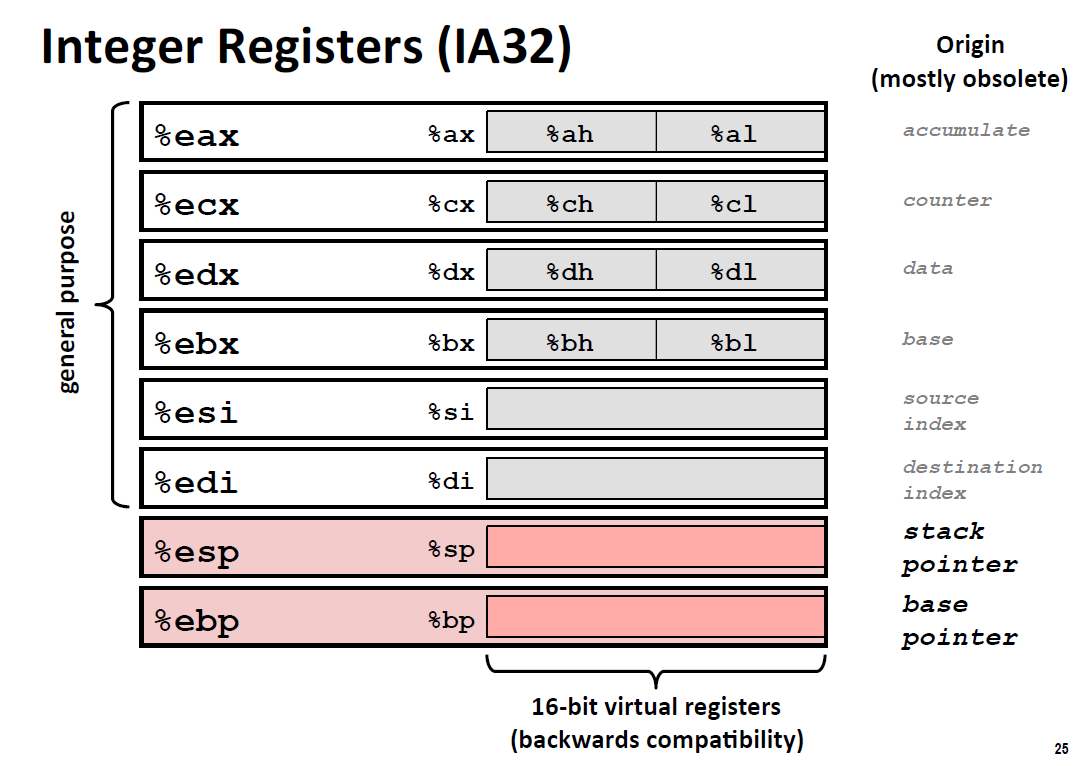 Integer Registers (IA32)
Origin
(mostly obsolete)
general purpose
%eax %ax %ah %al accumulate
%ecx %cx %ch %cl counter
%edx %dx %dh %dl data
%ebx %bx %bh %bl base
%esi %si source
index
%edi %di destination
index
%esp %sp stack
pointer
%ebp %bp base
pointer
16-bit virtual registers
(backwards compatibility)
25